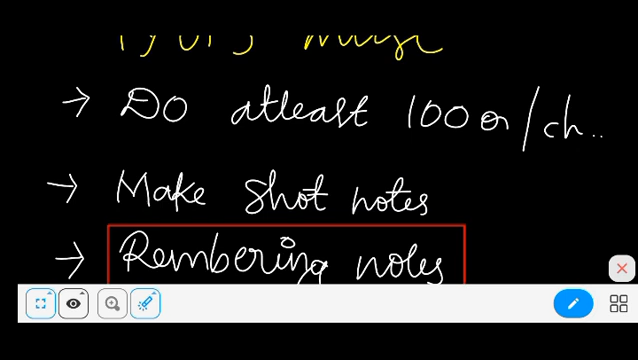 → Do atleast 100 Q/ch..
→ Make shot notes
→ Rembering notes